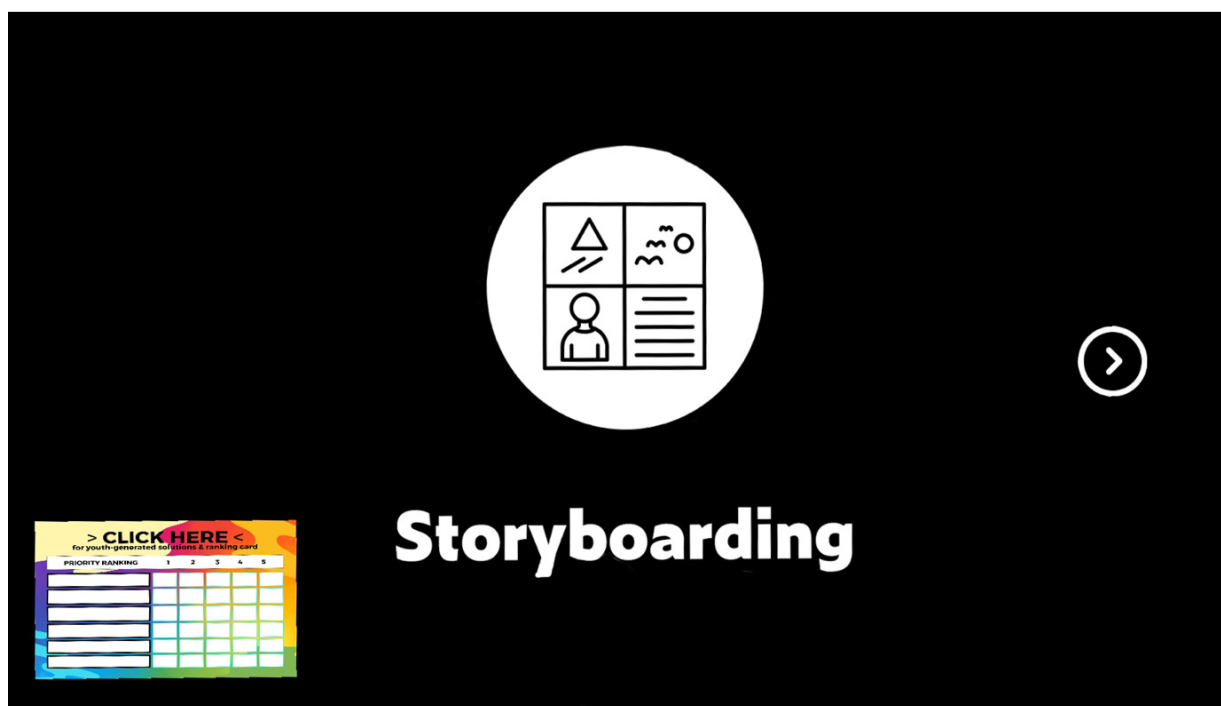 Storyboarding
> CLICK HERE <
for youth-generated solutions & ranking card
PRIORITY RANKING 1 2 3 4 5